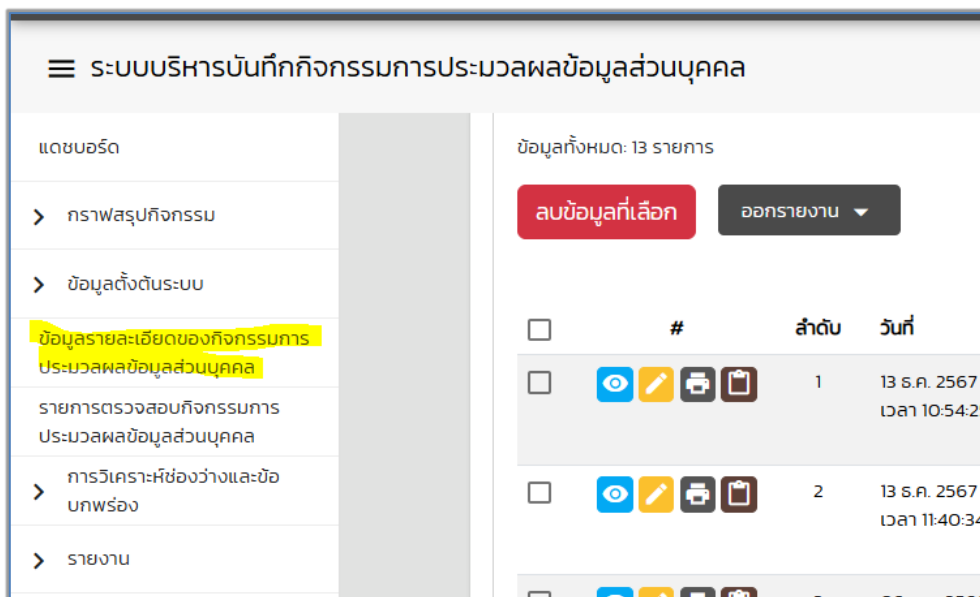 ระบบบริหารบันทึกกิจกรรมการประมวลผลข้อมูลส่วนบุคคล
แดชบอร์ด
กราฟสรุปกิจกรรม
ข้อมูลตั้งต้นระบบ
ข้อมูลรายละเอียดของกิจกรรมการ
ประมวลผลข้อมูลส่วนบุคคล
รายการตรวจสอบกิจกรรมการ
ประมวลผลข้อมูลส่วนบุคคล
การวิเคราะห์ช่องว่างและข้อ
บกพร่อง
รายงาน
ข้อมูลทั้งหมด: 13 รายการ
ลบข้อมูลที่เลือก ออกรายงาน
# ลำดับ วันที่
1 13 ธ.ค. 2567
เวลา
2 13 ธ.ค. 2567
เวลา